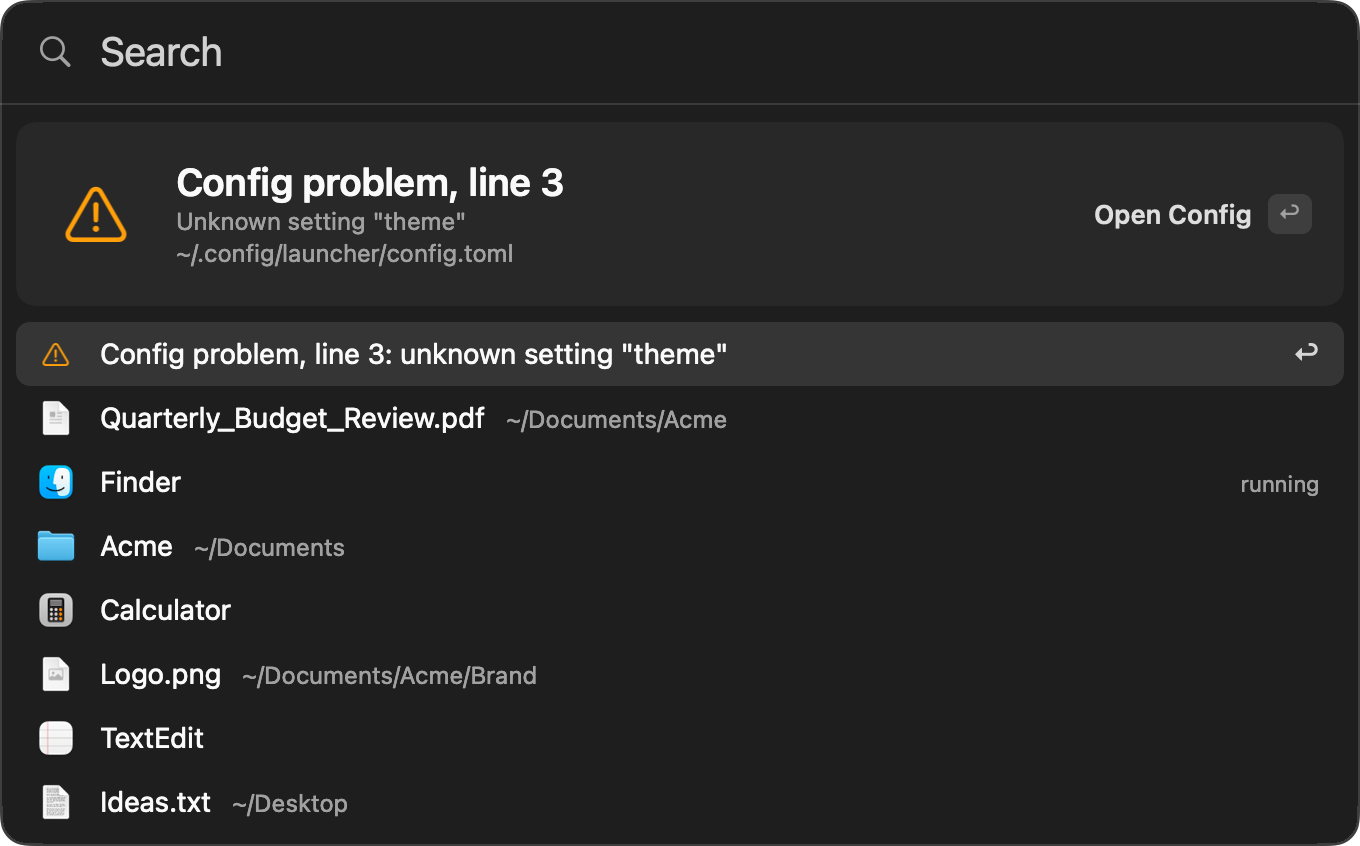 Search
Config problem, line 3
Unknown setting "theme"
~/.config/launcher/config.toml
Open Config
Config problem, line 3: unknown setting "theme"
Quarterly_Budget_Review.pdf ~/Documents/Acme
Finder running
Acme ~/Documents
Calculator
Logo.png ~/Documents/Acme/Brand
TextEdit
Ideas.txt ~/Desktop